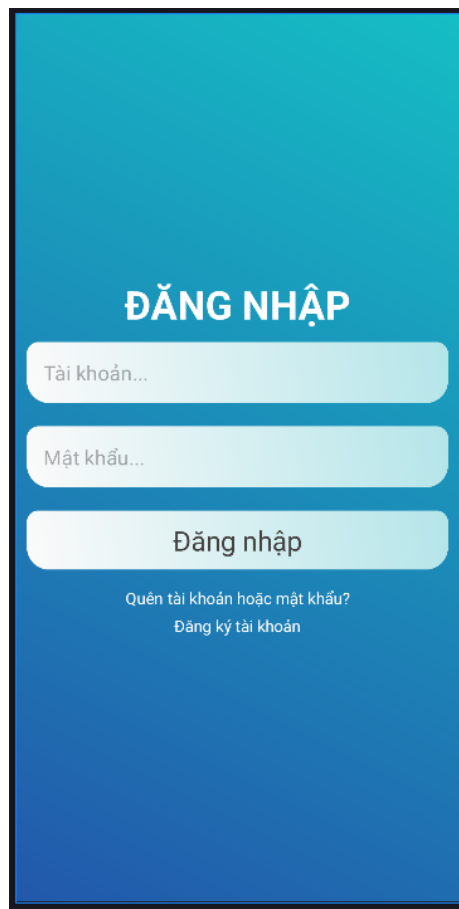 ĐĂNG NHẬP
Tài khoản...
Mật khẩu...
Đăng nhập
Quên tài khoản hoặc mật khẩu?
Đăng ký tài khoản